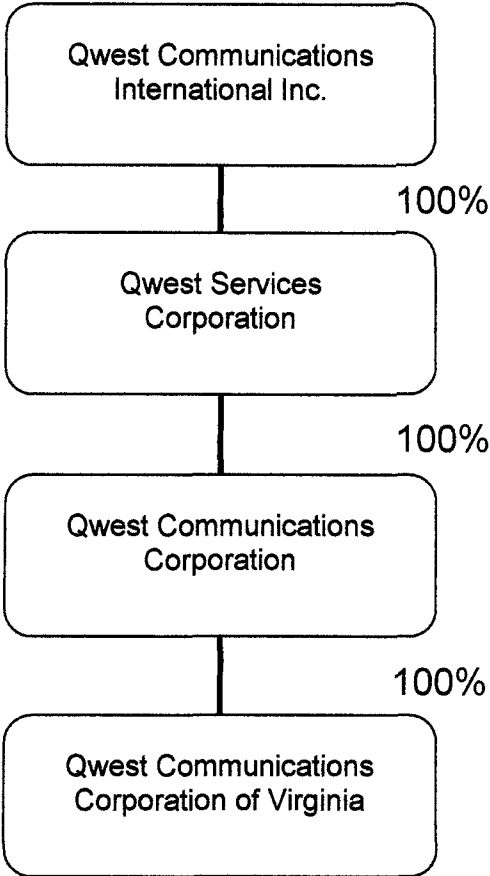 Qwest Communications
International Inc.
100%
Qwest Services
Corporation
100%
Qwest Communications
Corporation
100%
Qwest Communications
Corporation of Virginia